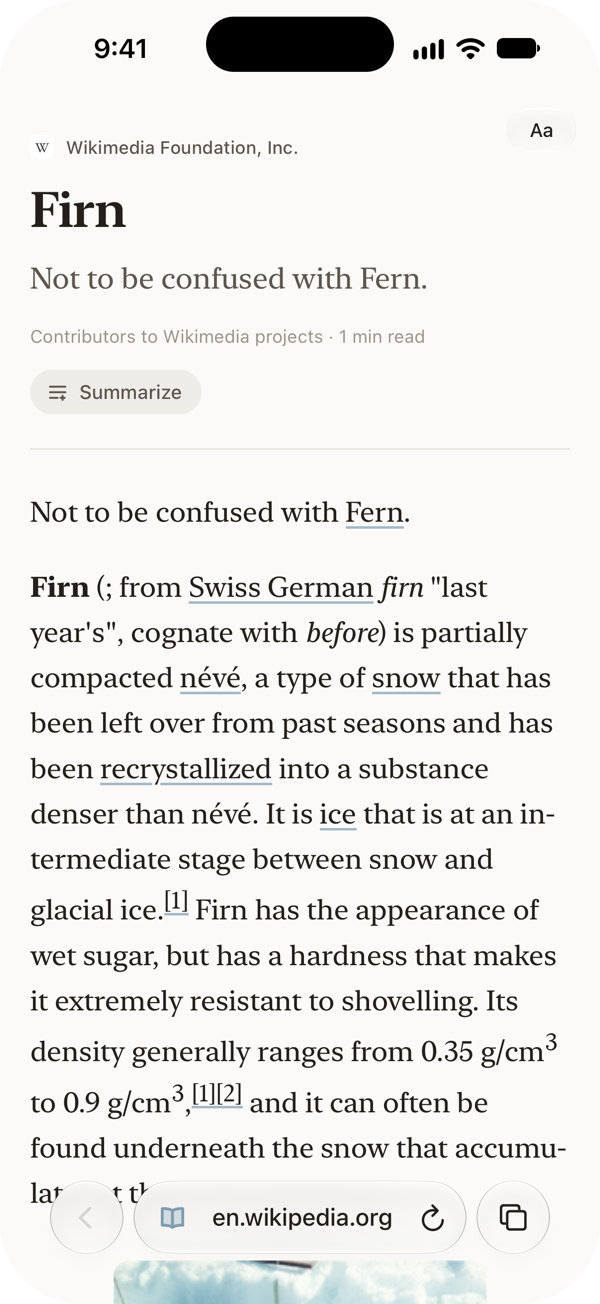 9:41
Aa
W Wikimedia Foundation, Inc.
Firn
Not to be confused with Fern.
Contributors to Wikimedia projects · 1 min read
Summarize
Not to be confused with Fern.
Firn (; from Swiss German firn "last
year's", cognate with before) is partially
compacted névé, a type of snow that has
been left over from past seasons and has
been recrystallized into a substance
denser than névé. It is ice that is at an in-
termediate stage between snow and
glacial ice.[1] Firn has the appearance of
wet sugar, but has a hardness that makes
it extremely resistant to shovelling. Its
density generally ranges from 0.35 g/cm³
to 0.9 g/cm³,[1][2] and it can often be
found underneath the snow that accumu-
en.wikipedia.org